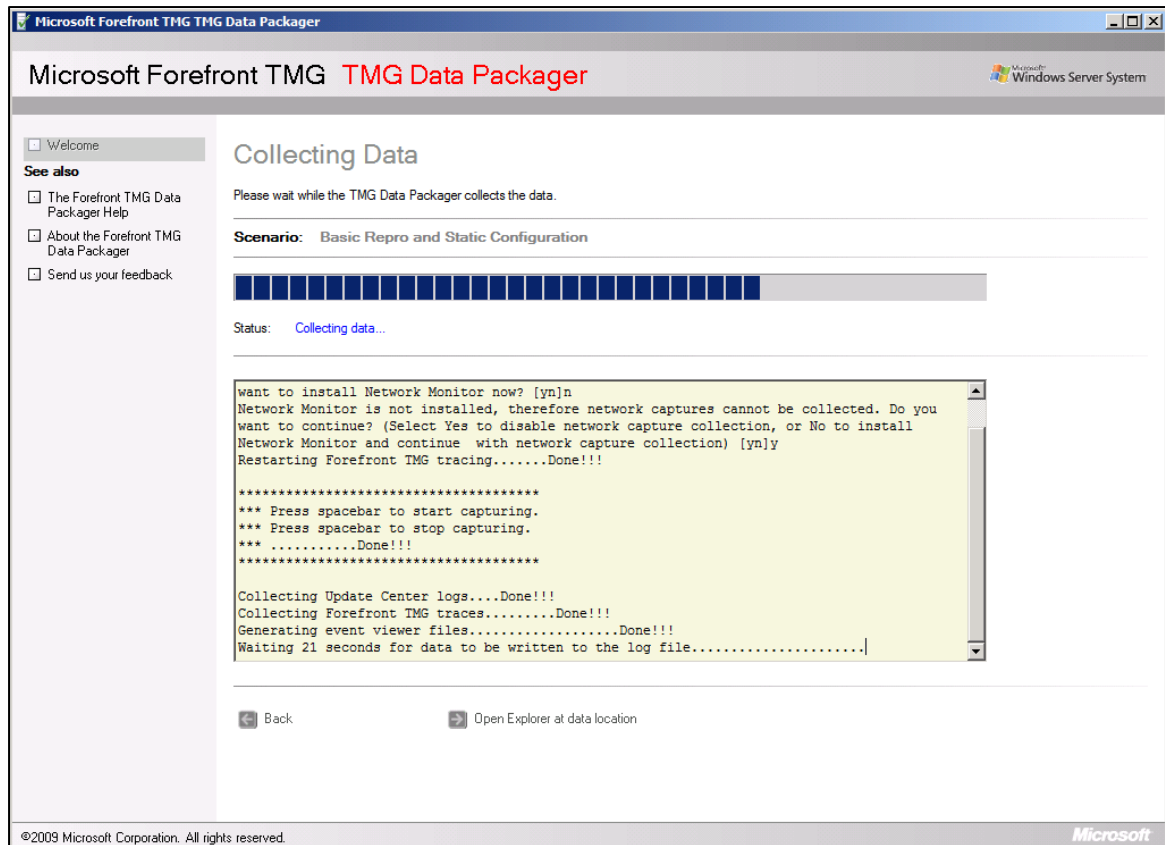 Microsoft Forefront TMG TMG Data Packager
Microsoft Forefront TMG TMG Data Packager
Microsoft
Windows Server System
Welcome
See also
The Forefront TMG Data
Packager Help
About the Forefront TMG
Data Packager
Send us your feedback
Collecting Data
Please wait while the TMG Data Packager collects the data.
Scenario: Basic Repro and Static Configuration
Status: Collecting data...
want to install Network Monitor now? [yn]n
Network Monitor is not installed, therefore network captures cannot be collected. Do you
want to continue? (Select Yes to disable network capture collection, or No to install
Network Monitor and continue  with network capture collection) [yn]y
Restarting Forefront TMG tracing.......Done!!!
**************************************
*** Press spacebar to start capturing.
*** Press spacebar to stop capturing.
*** ...........Done!!!
**************************************
Collecting Update Center logs....Done!!!
Collecting Forefront TMG traces.........Done!!!
Generating event viewer files...................Done!!!
Waiting 21 seconds for data to be written to the log file......................
Back
Open Explorer at data location
©2009 Microsoft Corporation. All rights reserved.
Microsoft